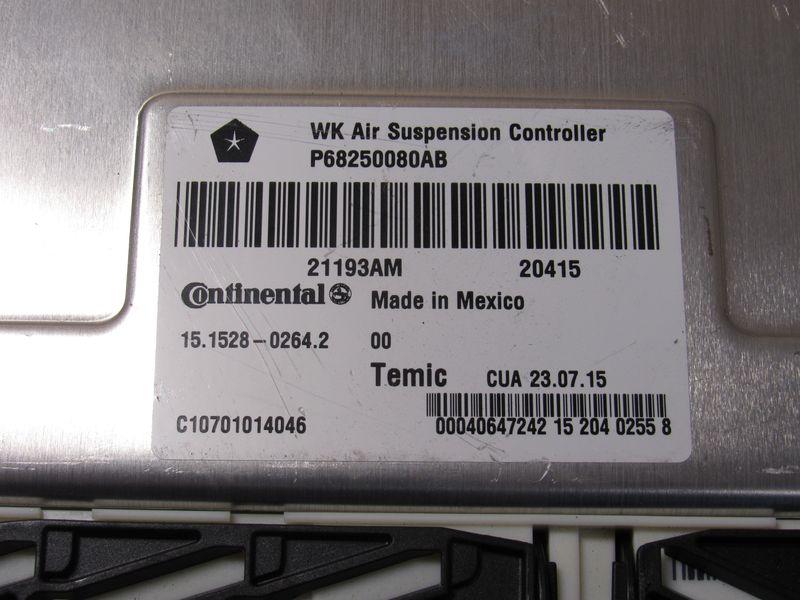 WK Air Suspension Controller
P68250080AB
21193AM 20415
Continental Made in Mexico
15.1528-0264.2 00
Temic CUA 23.07.15
C10701014046 00040647242 15 204 0255 8